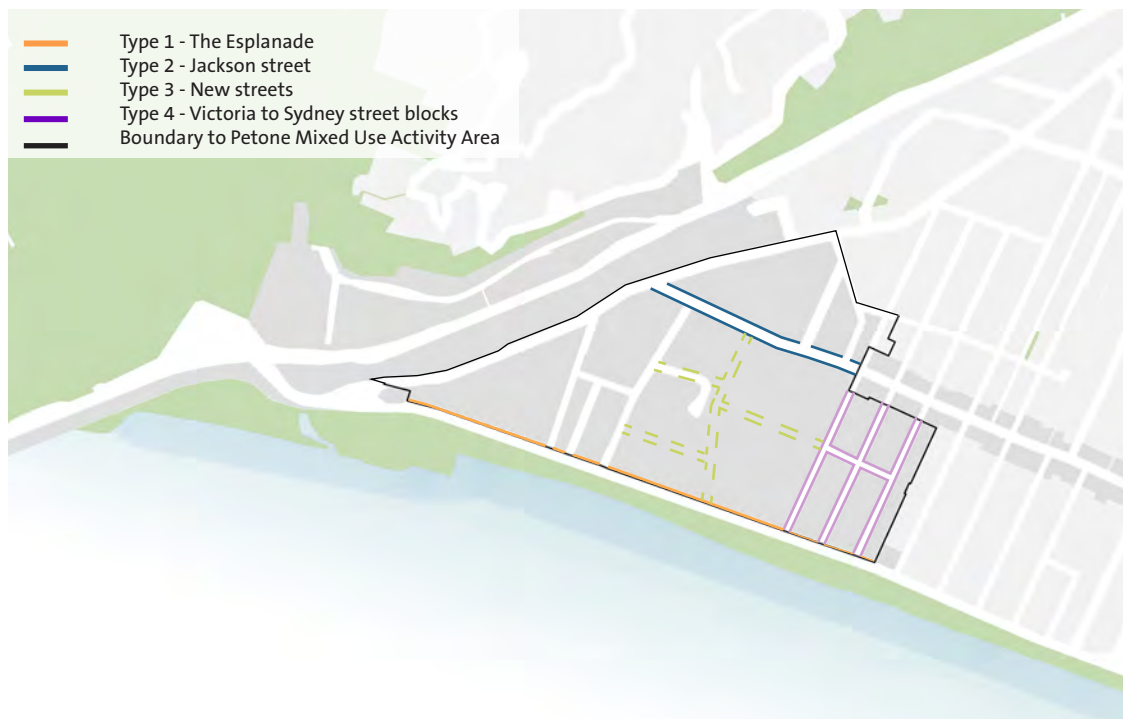 Type 1 - The Esplanade
Type 2 - Jackson street
Type 3 - New streets
Type 4 - Victoria to Sydney street blocks
Boundary to Petone Mixed Use Activity Area